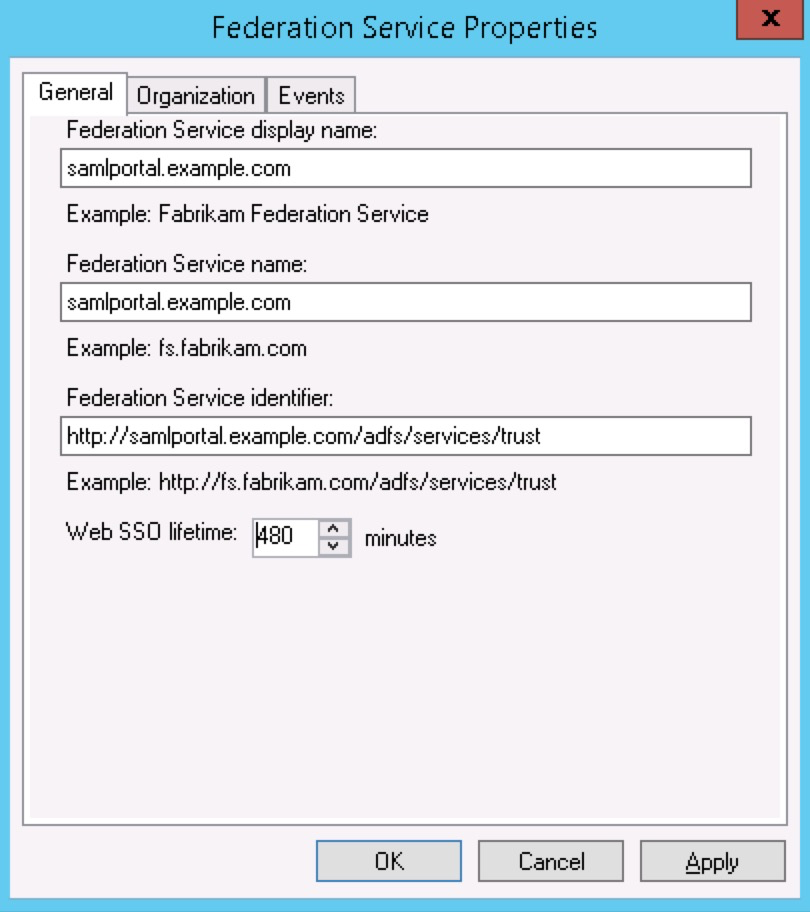 Federation Service Properties
x
General Organization Events
Federation Service display name:
samlportal.example.com
Example: Fabrikam Federation Service
Federation Service name:
samlportal.example.com
Example: fs.fabrikam.com
Federation Service identifier:
http://samlportal.example.com/adfs/services/trust
Example: http://fs.fabrikam.com/adfs/services/trust
Web SSO lifetime: 480 minutes
OK Cancel Apply